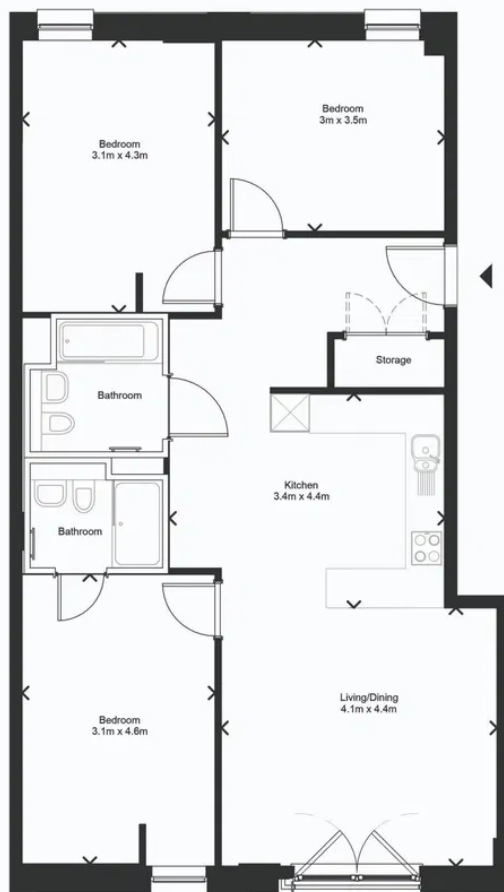 Bedroom
3.1m x 4.3m
Bedroom
3m x 3.5m
Storage
Bathroom
Kitchen
3.4m x 4.4m
Bathroom
Bedroom
3.1m x 4.6m
Living/Dining
4.1m x 4.4m